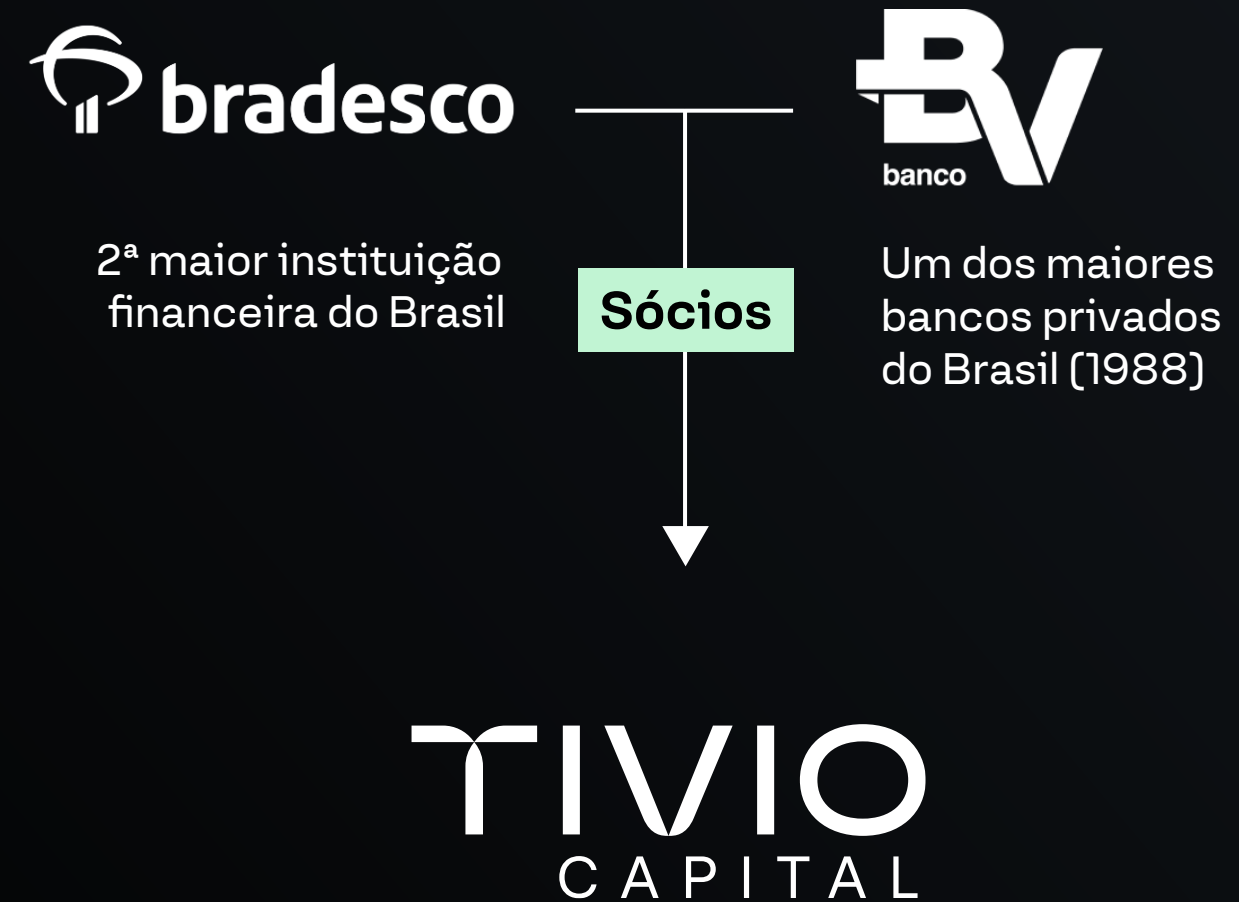 bradesco
BV
banco
2ª maior instituição
financeira do Brasil
Sócios
Um dos maiores
bancos privados
do Brasil (1988)
TIVIO
CAPITAL